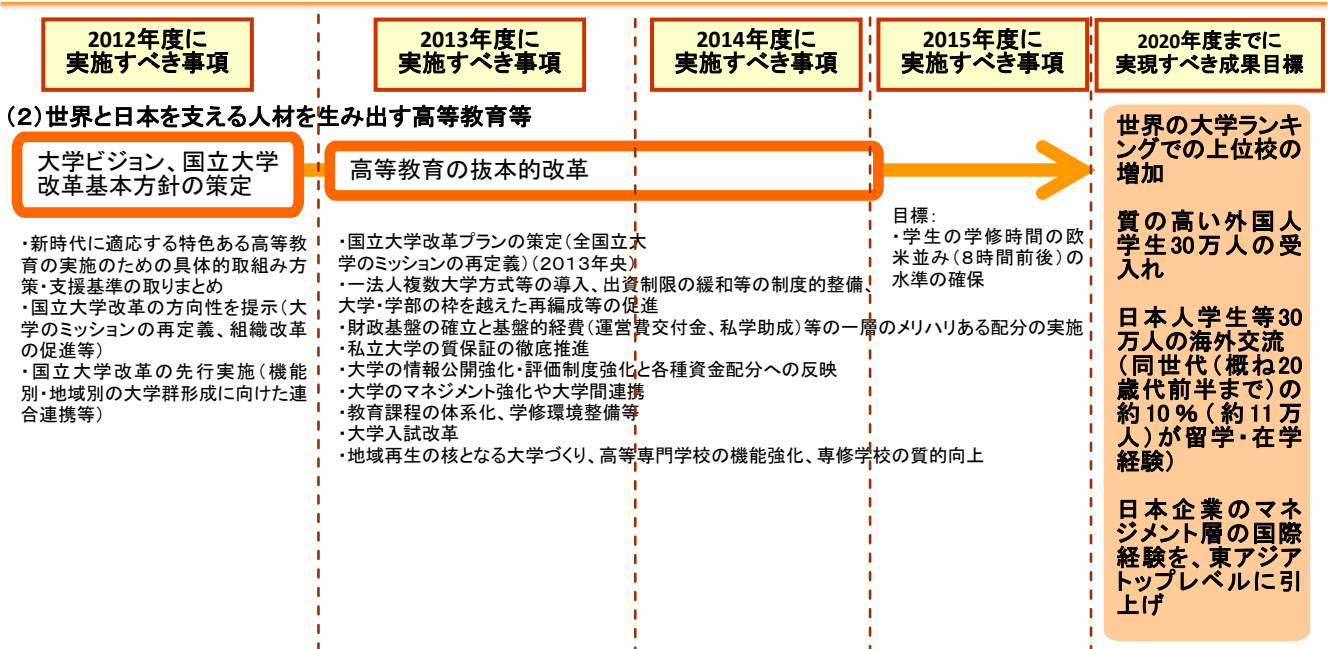 2012年度に
実施すべき事項
2013年度に
実施すべき事項
2014年度に
実施すべき事項
2015年度に
実施すべき事項
2020年度までに
実現すべき成果目標
(2)世界と日本を支える人材を生み出す高等教育等
大学ビジョン、国立大学
改革基本方針の策定
・新時代に適応する特色ある高等教
育の実施のための具体的取組み方
策・支援基準の取りまとめ
・国立大学改革の方向性を提示(大
学のミッションの再定義、組織改革
の促進等)
・国立大学改革の先行実施(機能
別・地域別の大学群形成に向けた連
合連携等)
高等教育の抜本的改革
・国立大学改革プランの策定(全国立大
学のミッションの再定義)(2013年央)
・一法人複数大学方式等の導入、出資制限の緩和等の制度的整備、
大学・学部の枠を越えた再編成等の促進
・財政基盤の確立と基盤的経費(運営費交付金、私学助成)等の一層のメリハリある配分の実施
・私立大学の質保証の徹底推進
・大学の情報公開強化・評価制度強化と各種資金配分への反映
・大学のマネジメント強化や大学間連携
・教育課程の体系化、学修環境整備等
・大学入試改革
・地域再生の核となる大学づくり、高等専門学校の機能強化、専修学校の質的向上
目標:
・学生の学修時間の欧
米並み(8時間前後)の
水準の確保
世界の大学ランキ
ングでの上位校の
増加
質の高い外国人
学生30万人の受
入れ
日本人学生等30
万人の海外交流
(同世代(概ね20
歳代前半まで)の
約10%(約11万
人)が留学・在学
経験)
日本企業のマネ
ジメント層の国際
経験を、東アジア
トップレベルに引
上げ